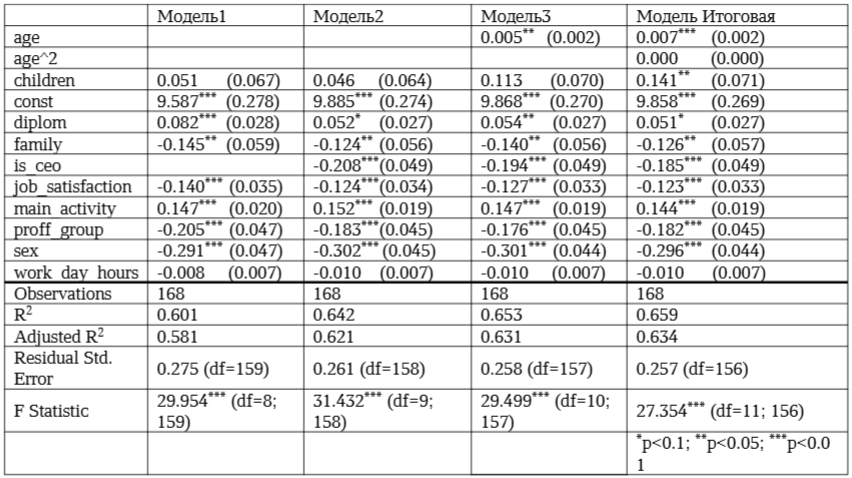 Модель1 Модель2 Модель3 Модель Итоговая
age 0.005** (0.002) 0.007*** (0.002)
age^2 0.000 (0.000)
children 0.051 (0.067) 0.046 (0.064) 0.113 (0.070) 0.141** (0.071)
const 9.587*** (0.278) 9.885*** (0.274) 9.868*** (0.270) 9.858*** (0.269)
diplom 0.082*** (0.028) 0.052* (0.027) 0.054** (0.027) 0.051* (0.027)
family -0.145** (0.059) -0.124** (0.056) -0.140** (0.056) -0.126** (0.057)
is_ceo -0.208***(0.049) -0.194*** (0.049) -0.185*** (0.049)
job_satisfaction -0.140*** (0.035) -0.124***(0.034) -0.127*** (0.033) -0.123*** (0.033)
main_activity 0.147*** (0.020) 0.152*** (0.019) 0.147*** (0.019) 0.144*** (0.019)
proff_group -0.205*** (0.047) -0.183***(0.045) -0.176*** (0.045) -0.182*** (0.045)
sex -0.291*** (0.047) -0.302***(0.045) -0.301*** (0.044) -0.296*** (0.044)
work_day_hours -0.008 (0.007) -0.010 (0.007) -0.010 (0.007) -0.010 (0.007)
Observations 168 168 168 168
R² 0.601 0.642 0.653 0.659
Adjusted R² 0.581 0.621 0.631 0.634
Residual Std.
Error 0.275 (df=159) 0.261 (df=158) 0.258 (df=157) 0.257 (df=156)
F Statistic 29.954*** (df=8; 31.432*** (df=9; 29.499*** (df=10; 27.354*** (df=11; 156)
159) 158) 157)
*p<0.1; **p<0.05; ***p<0.0
1